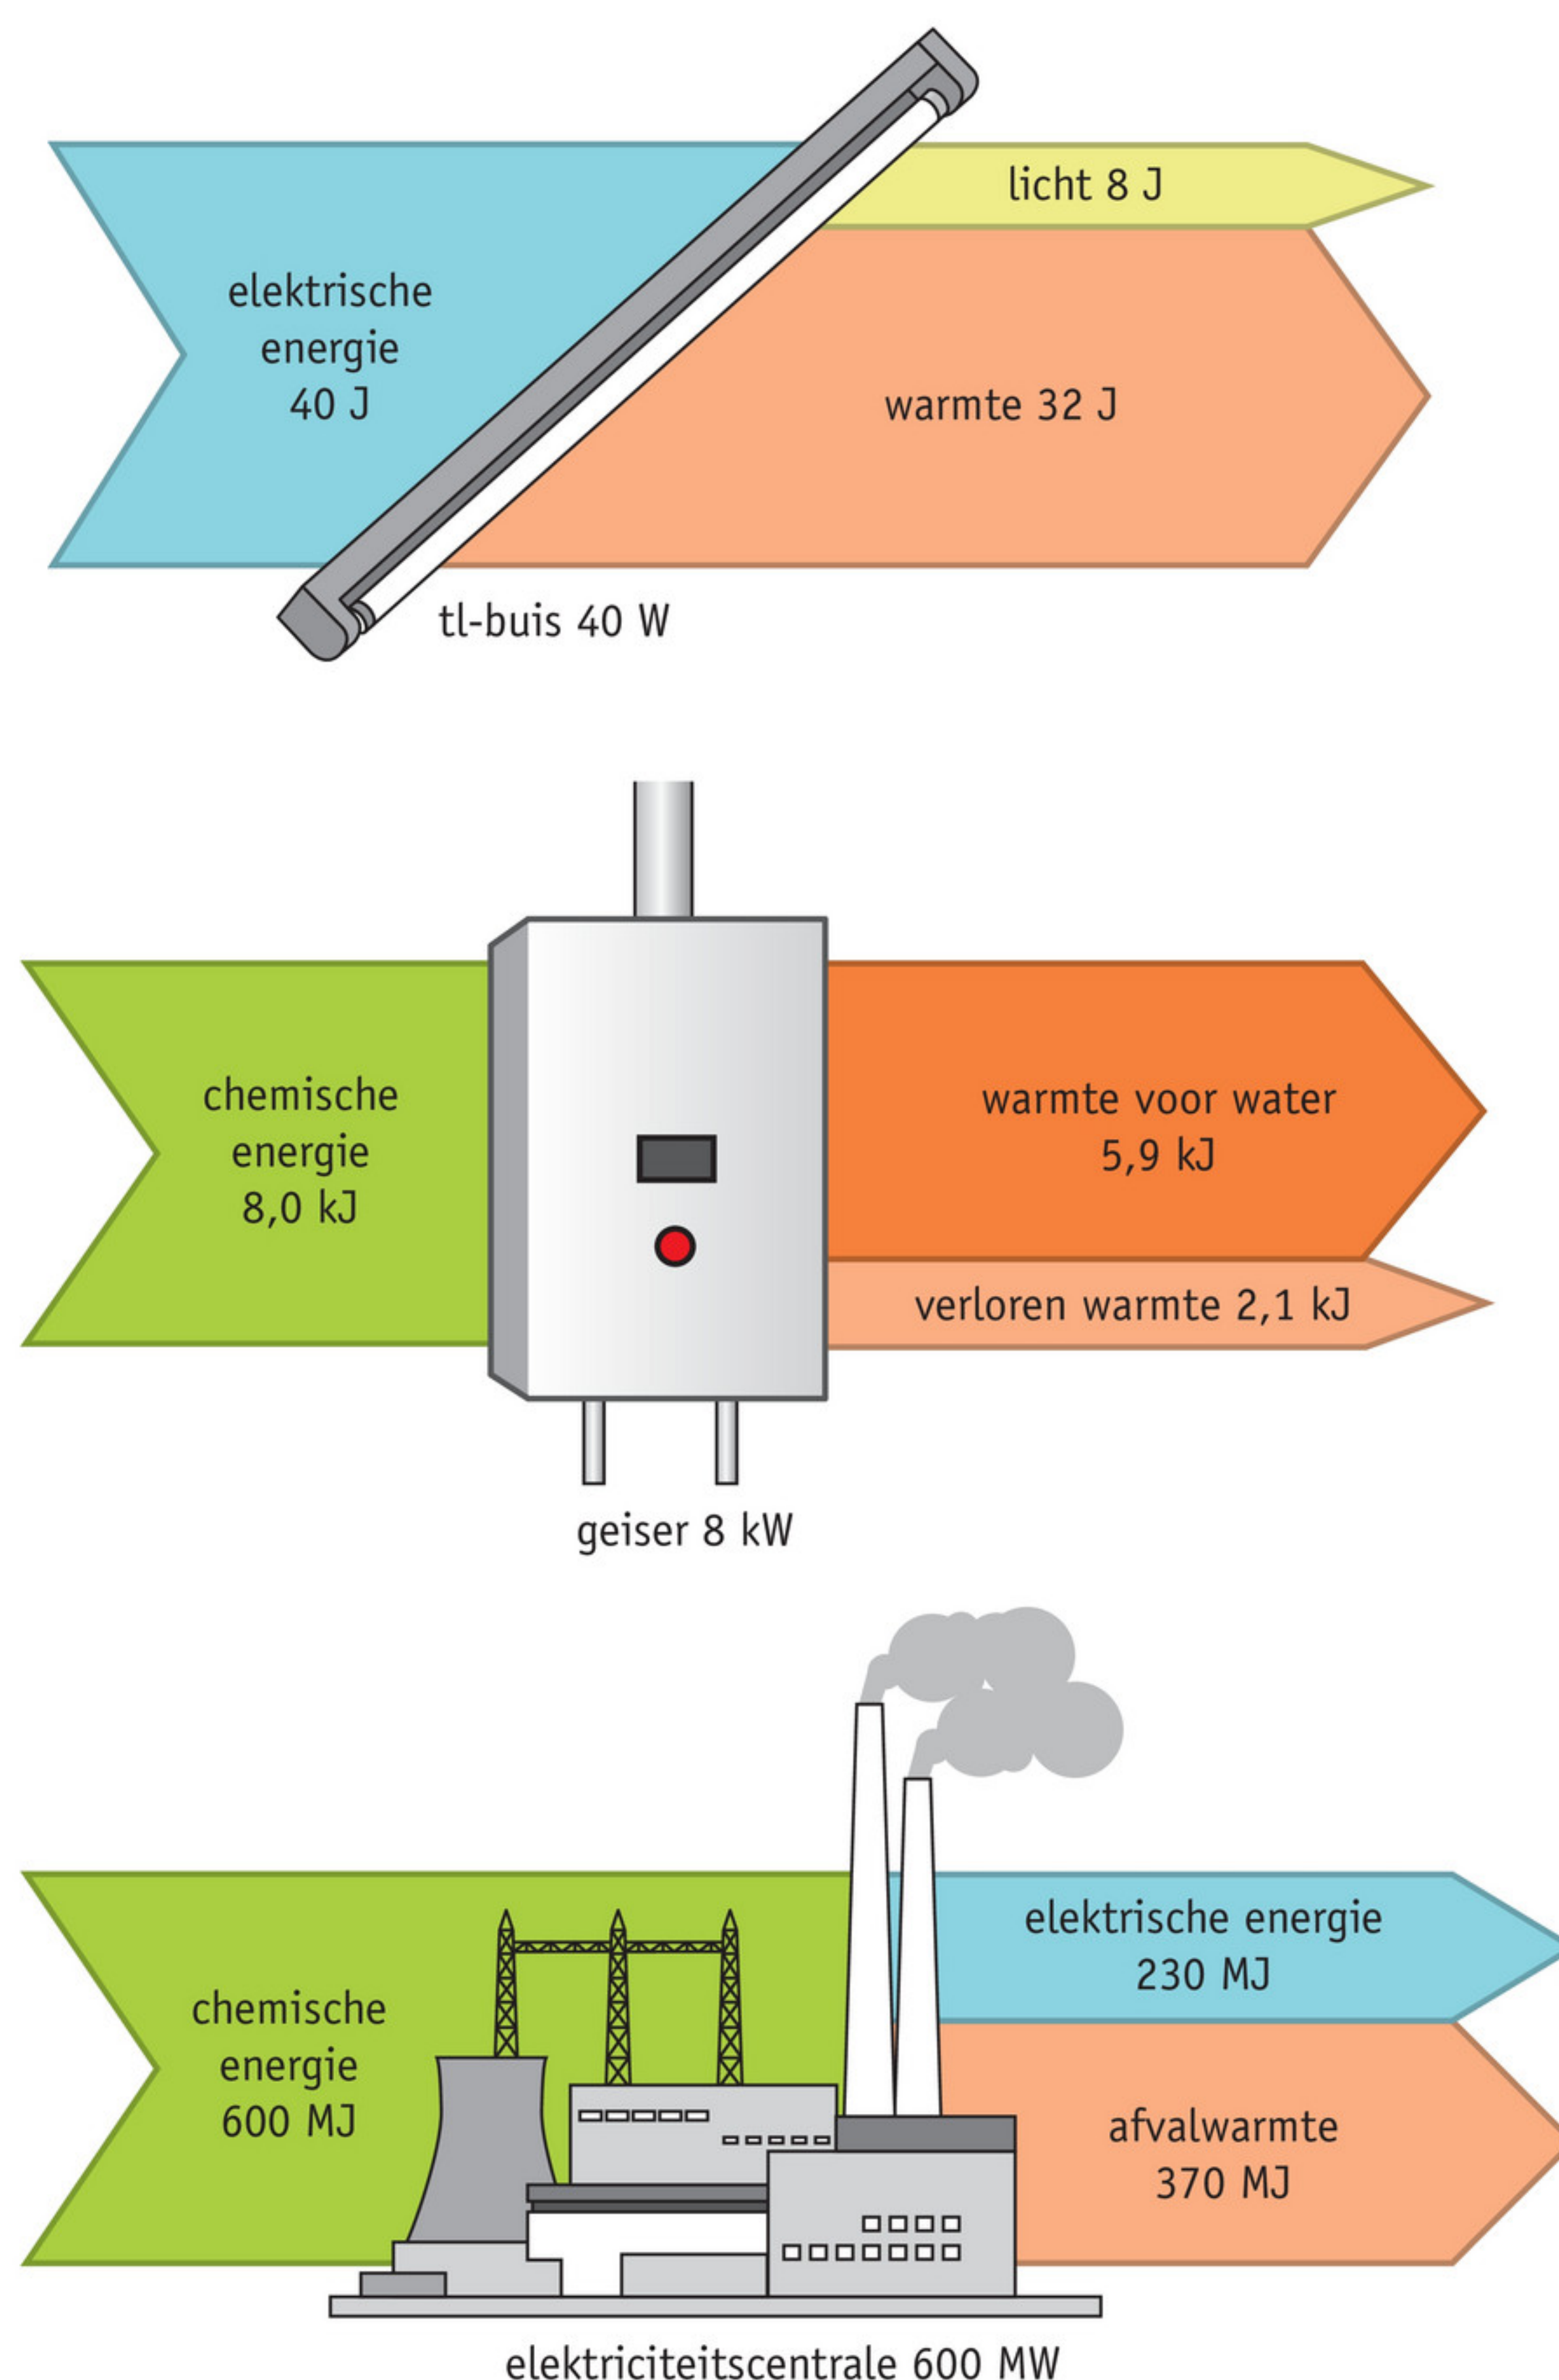 licht 8 J
elektrische
energie
40 J
warmte 32 J
tl-buis 40 W
chemische
energie
8,0 kJ
warmte voor water
5,9 kJ
verloren warmte 2,1 kJ
geiser 8 kW
elektrische energie
230 MJ
chemische
energie
600 MJ
afvalwarmte
370 MJ
elektriciteitscentrale 600 MW